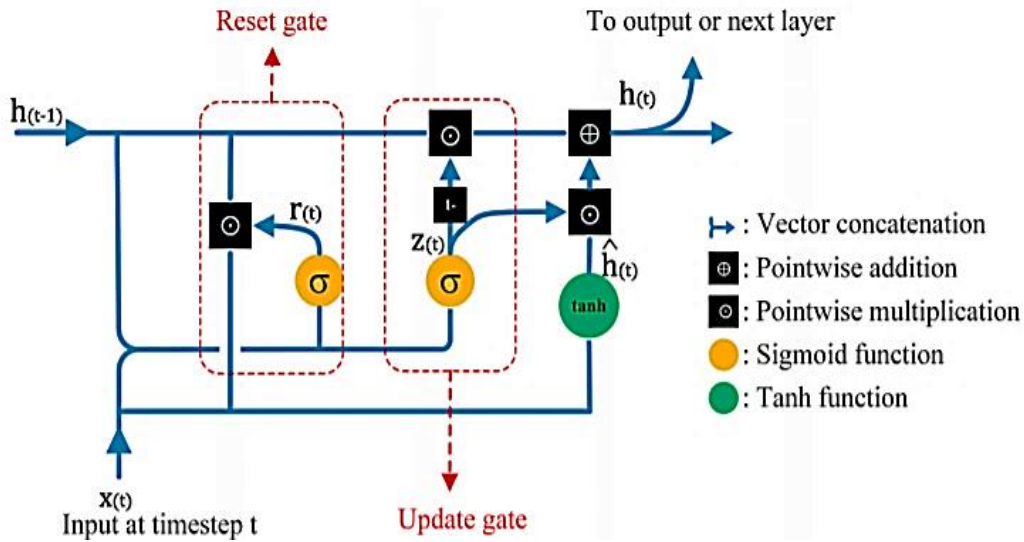 Reset gate
To output or next layer
h(t-1)
h(t)
⊙
⊕
r(t)
1-
⊙
⊙
z(t)
σ
σ
ĥ(t)
tanh
: Vector concatenation
⊕ : Pointwise addition
⊙ : Pointwise multiplication
: Sigmoid function
: Tanh function
x(t)
Input at timestep t
Update gate